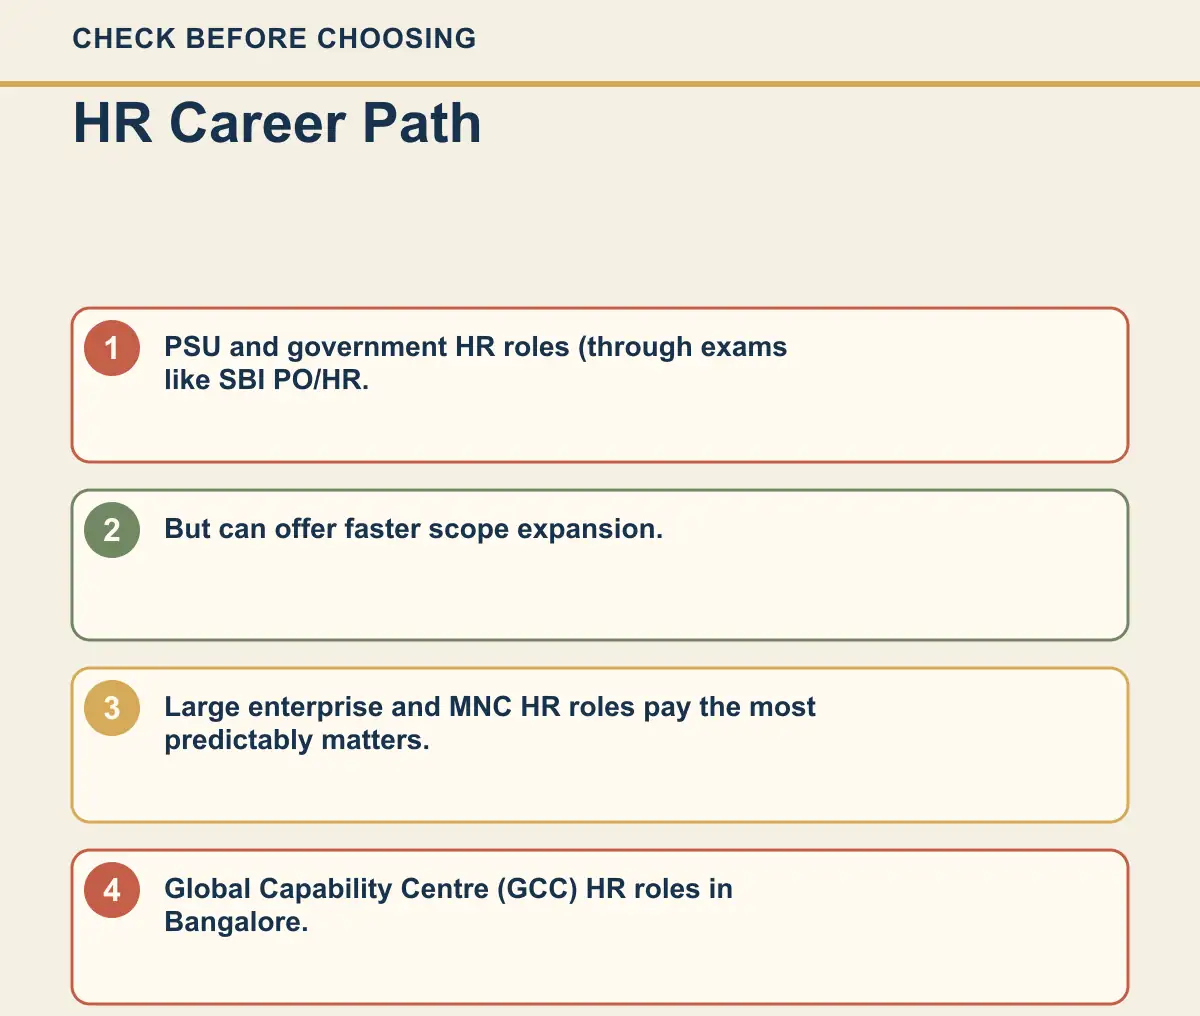 CHECK BEFORE CHOOSING
HR Career Path
1
PSU and government HR roles (through exams
like SBI PO/HR.
2
But can offer faster scope expansion.
3
Large enterprise and MNC HR roles pay the most
predictably matters.
4
Global Capability Centre (GCC) HR roles in
Bangalore.